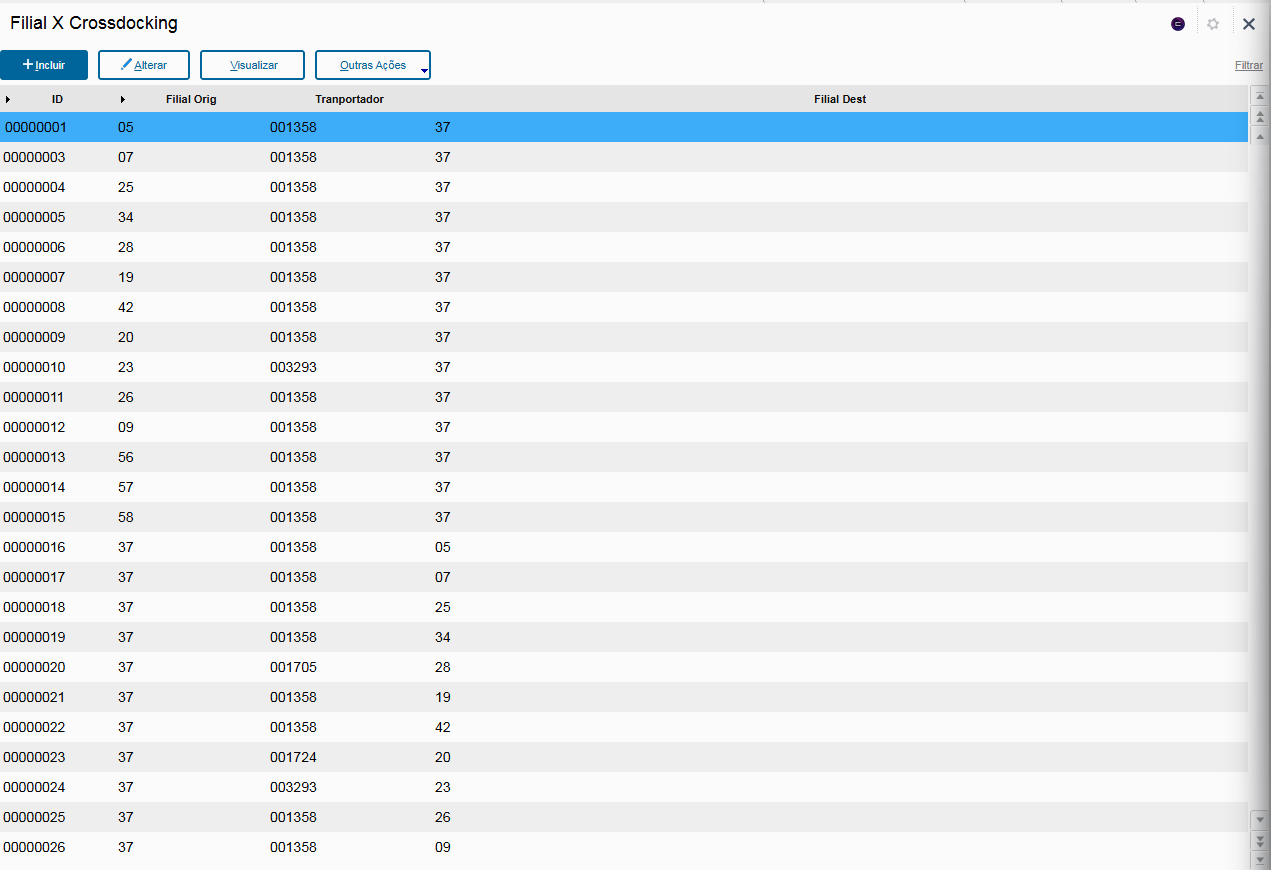 Filial X Crossdocking
Incluir Alterar Visualizar Outras Ações Filtrar
ID Filial Orig Tranportador Filial Dest
00000001 05 001358 37
00000003 07 001358 37
00000004 25 001358 37
00000005 34 001358 37
00000006 28 001358 37
00000007 19 001358 37
00000008 42 001358 37
00000009 20 001358 37
00000010 23 003293 37
00000011 26 001358 37
00000012 09 001358 37
00000013 56 001358 37
00000014 57 001358 37
00000015 58 001358 37
00000016 37 001358 05
00000017 37 001358 07
00000018 37 001358 25
00000019 37 001358 34
00000020 37 001705 28
00000021 37 001358 19
00000022 37 001358 42
00000023 37 001724 20
00000024 37 003293 23
00000025 37 001358 26
00000026 37 001358 09